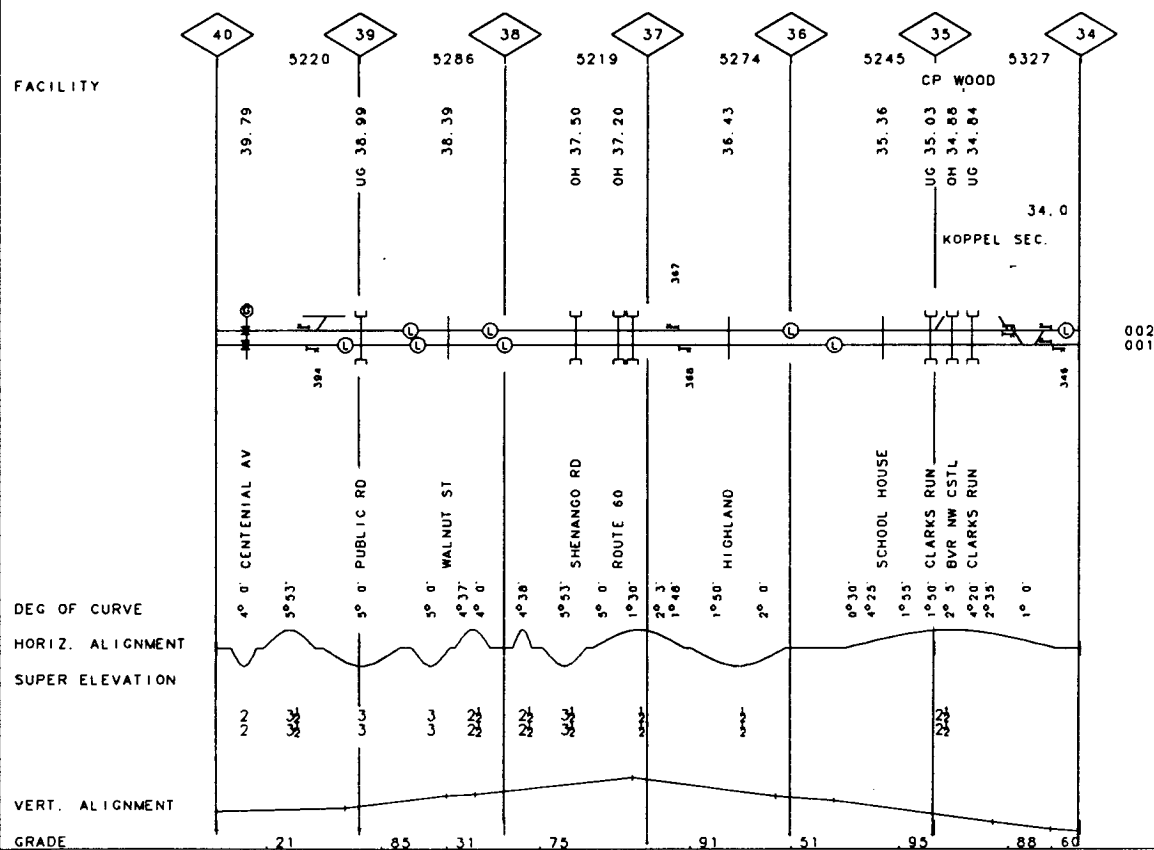 40 39 38 37 36 35 34
5220 5286 5219 5274 5245 5327
FACILITY
CP WOOD
39.79 UG 38.99 38.39 OH 37.50 OH 37.20 36.43 35.36 UG 35.03 OH 34.88 UG 34.84
34.0
KOPPEL SEC.
367
G
L L L 002
L L L L 001
394 368 346
CENTENIAL AV PUBLIC RD WALNUT ST SHENANGO RD ROUTE 60 HIGHLAND SCHOOL HOUSE CLARKS RUN BVR NW CSTL CLARKS RUN
DEG OF CURVE 4° 0' 5°53' 5° 0' 5° 0' 4°37' 4° 0' 4°38' 5°53' 5° 0' 1°30' 2° 3' 1°48' 1°50' 2° 0' 0°30' 4°25' 1°55' 1°50' 2° 5' 4°20' 2°35' 1° 0'
HORIZ. ALIGNMENT
SUPER ELEVATION
2 3½ 3 3 2½ 2½ 3½ ½ ½ 2½
2 3½ 3 3 2½ 2½ 3½ ½ ½ 2½
VERT. ALIGNMENT
GRADE .21 .85 .31 .75 .91 .51 .95 .88 .60